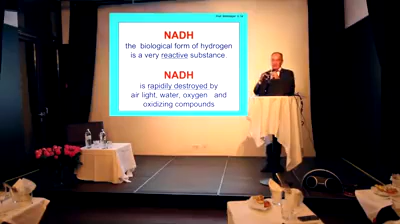 NADH
the biological form of hydrogen
is a very reactive substance
NADH
is rapidily destroyed by
air light, water, oxygen and
oxidizing compounds